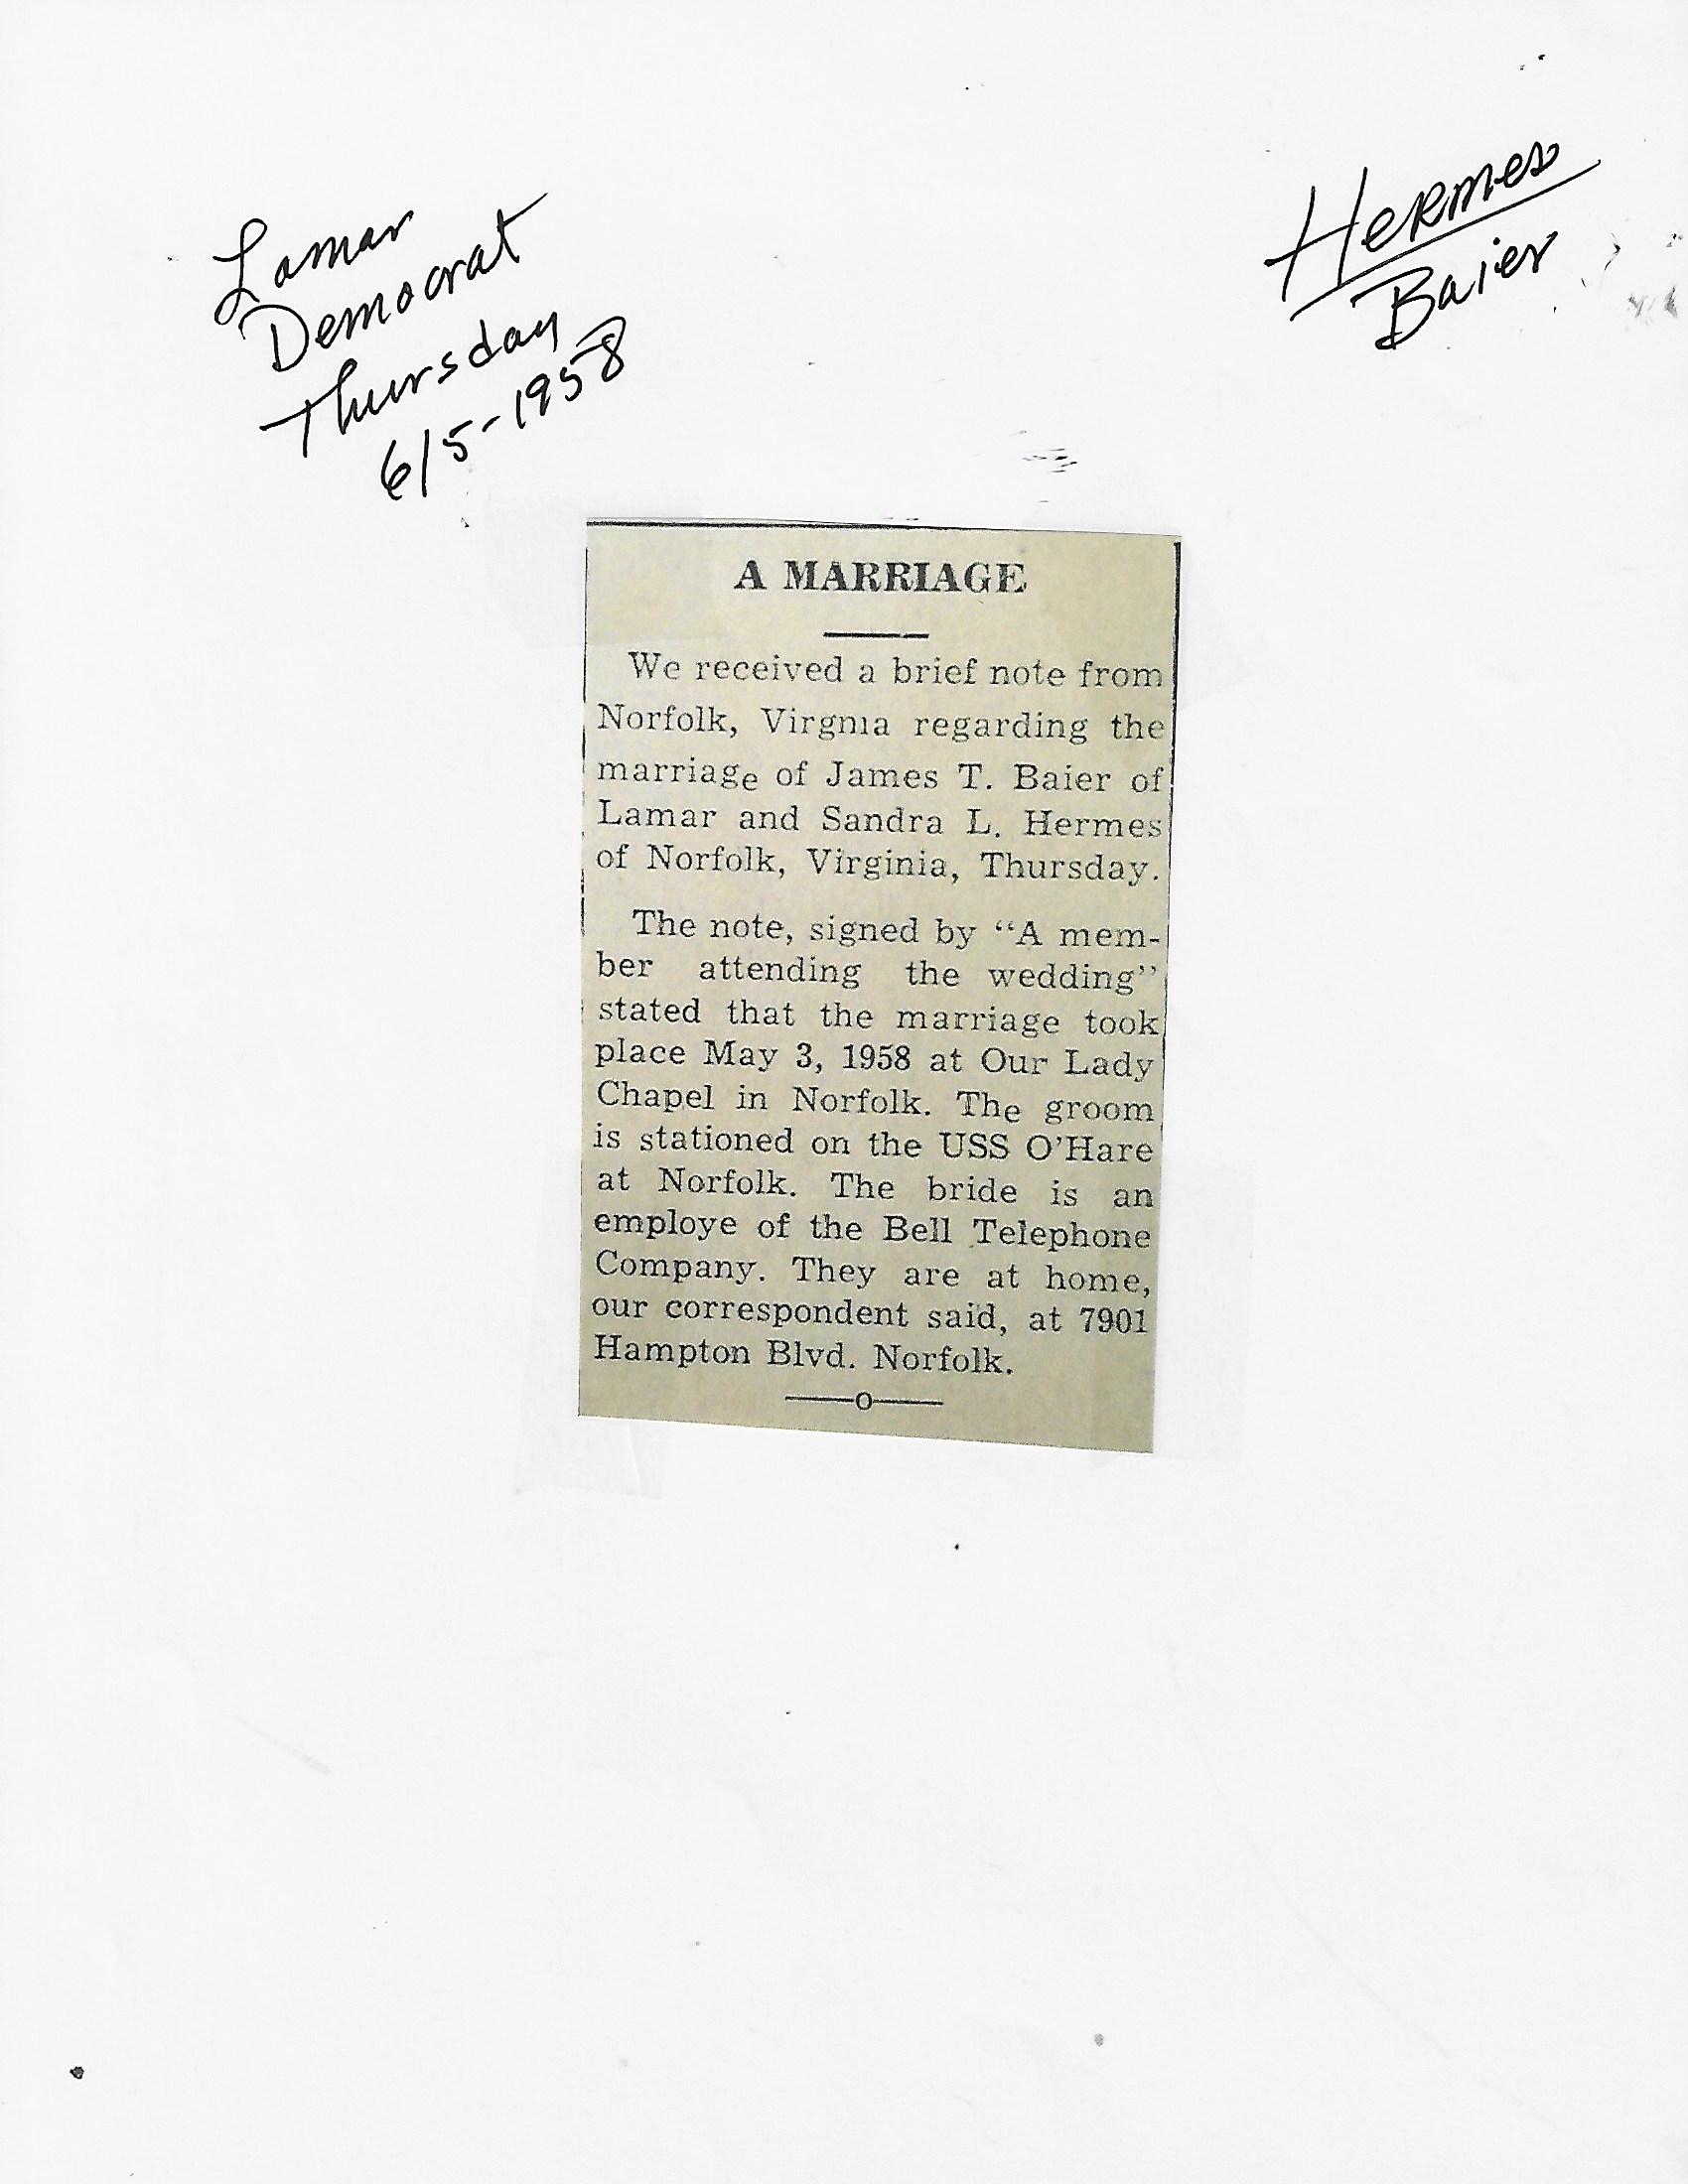 Lamar
Democrat
Thursday
6/5-1958
Hermes
Baier
A MARRIAGE
We received a brief note from
Norfolk, Virgnia regarding the
marriage of James T. Baier of
Lamar and Sandra L. Hermes
of Norfolk, Virginia, Thursday.
The note, signed by “A mem-
ber attending the wedding”
stated that the marriage took
place May 3, 1958 at Our Lady
Chapel in Norfolk. The groom
is stationed on the USS O’Hare
at Norfolk. The bride is an
employe of the Bell Telephone
Company. They are at home,
our correspondent said, at 7901
Hampton Blvd. Norfolk.
——o——